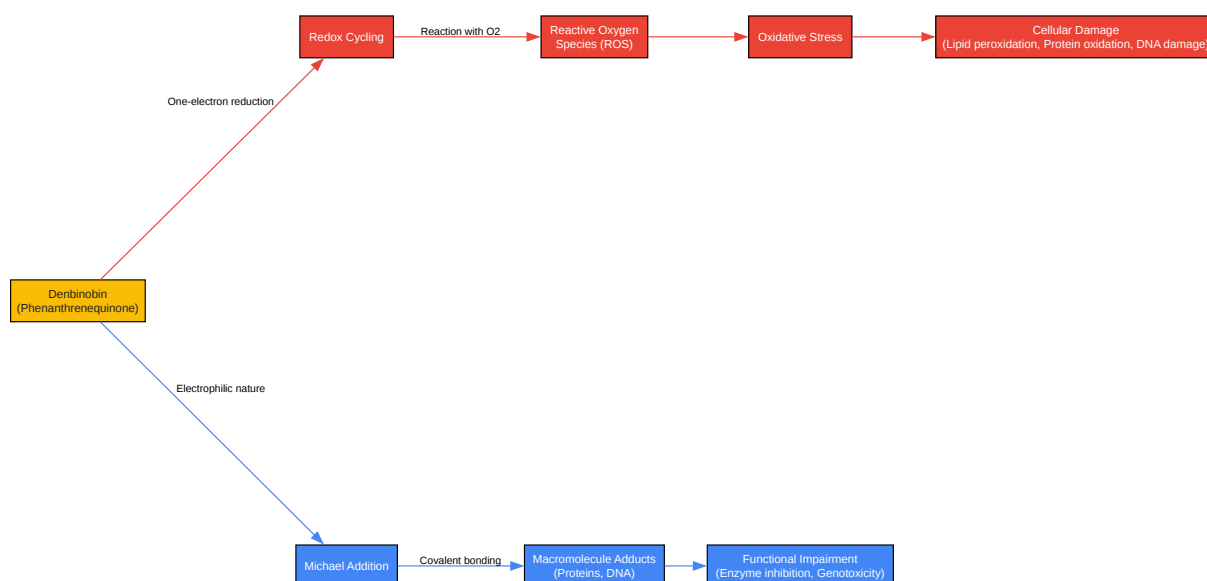 Redox Cycling
Reaction with O2
Reactive Oxygen
Species (ROS)
Oxidative Stress
Cellular Damage
(Lipid peroxidation, Protein oxidation, DNA damage)
One-electron reduction
Denbinobin
(Phenanthrenequinone)
Electrophilic nature
Michael Addition
Covalent bonding
Macromolecule Adducts
(Proteins, DNA)
Functional Impairment
(Enzyme inhibition, Genotoxicity)